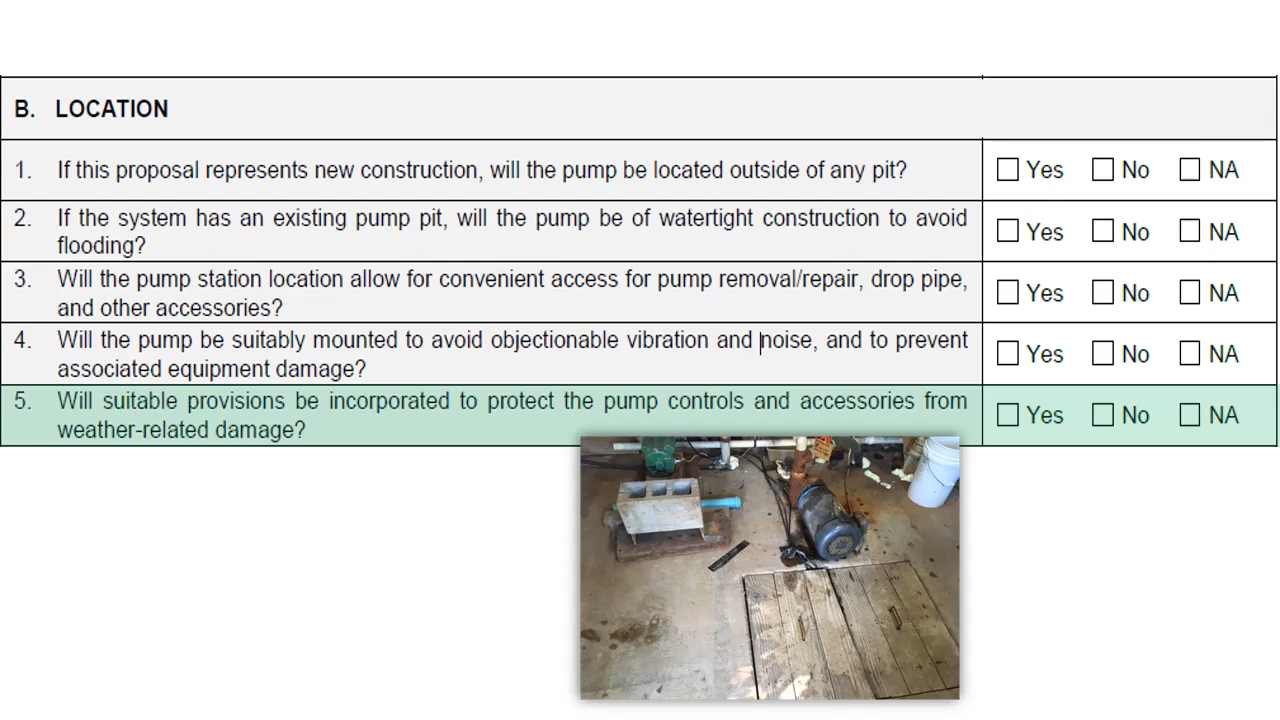 B. LOCATION
1. If this proposal represents new construction, will the pump be located outside of any pit? Yes No NA
2. If the system has an existing pump pit, will the pump be of watertight construction to avoid
flooding? Yes No NA
3. Will the pump station location allow for convenient access for pump removal/repair, drop pipe,
and other accessories? Yes No NA
4. Will the pump be suitably mounted to avoid objectionable vibration and noise, and to prevent
associated equipment damage? Yes No NA
5. Will suitable provisions be incorporated to protect the pump controls and accessories from
weather-related damage? Yes No NA